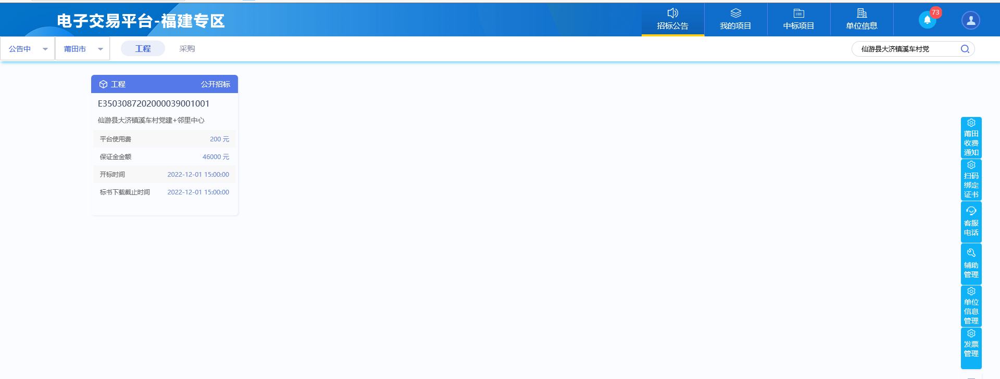 电子交易平台-福建专区
招标公告
我的项目
中标项目
单位信息
73
公告中
莆田市
工程
采购
仙游县大济镇溪车村党
工程
公开招标
E3503087202000039001001
仙游县大济镇溪车村党建+邻里中心
平台使用费
200 元
保证金金额
46000 元
开标时间
2022-12-01 15:00:00
标书下载截止时间
2022-12-01 15:00:00
莆田
收费
通知
扫码
绑定
证书
客服
电话
辅助
管理
单位
信息
管理
发票
管理